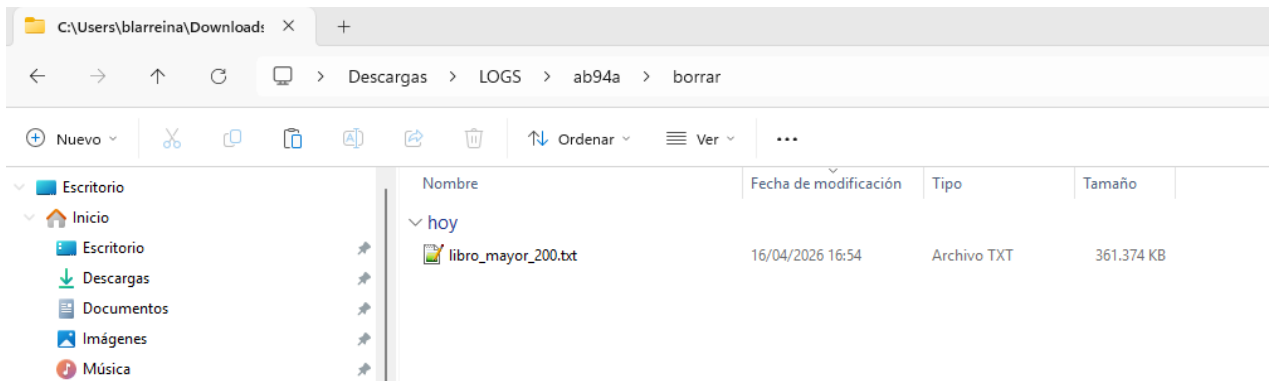 C:\Users\blarreina\Downloads
Descargas > LOGS > ab94a > borrar
Nuevo Ordenar Ver ...
Nombre Fecha de modificación Tipo Tamaño
hoy
libro_mayor_200.txt 16/04/2026 16:54 Archivo TXT 361.374 KB
Escritorio
Inicio
Escritorio
Descargas
Documentos
Imágenes
Música